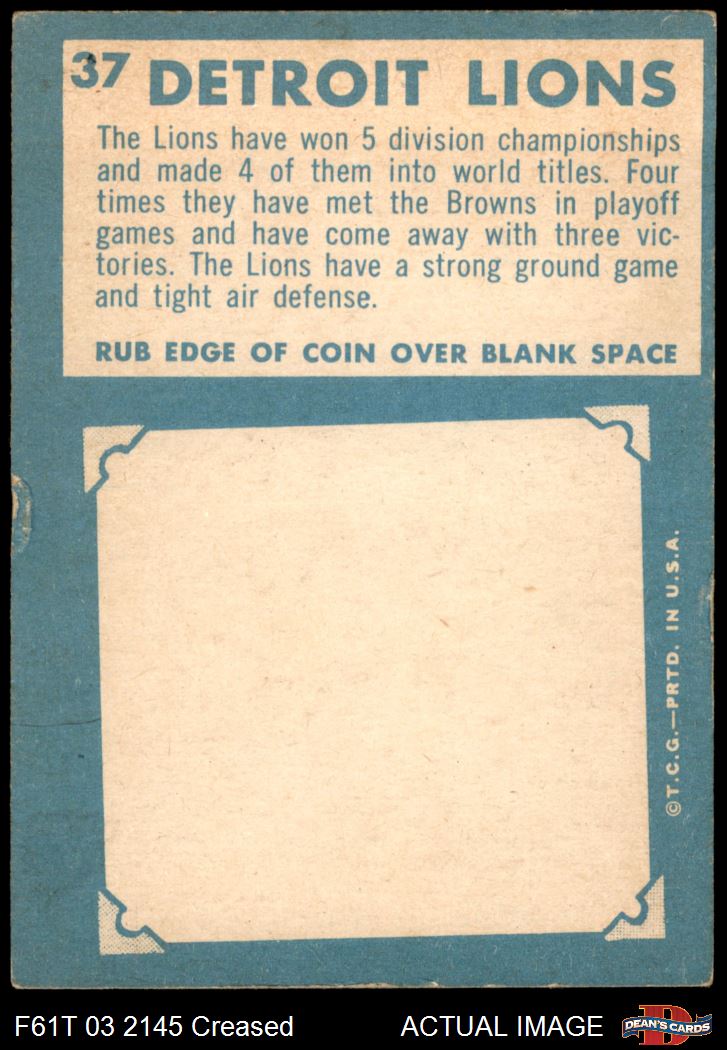 37 DETROIT LIONS
The Lions have won 5 division championships
and made 4 of them into world titles. Four
times they have met the Browns in playoff
games and have come away with three vic-
tories. The Lions have a strong ground game
and tight air defense.
RUB EDGE OF COIN OVER BLANK SPACE
©T.C.G.—PRTD. IN U.S.A.
F61T 03 2145 Creased
ACTUAL IMAGE
D
DEAN'S CARDS